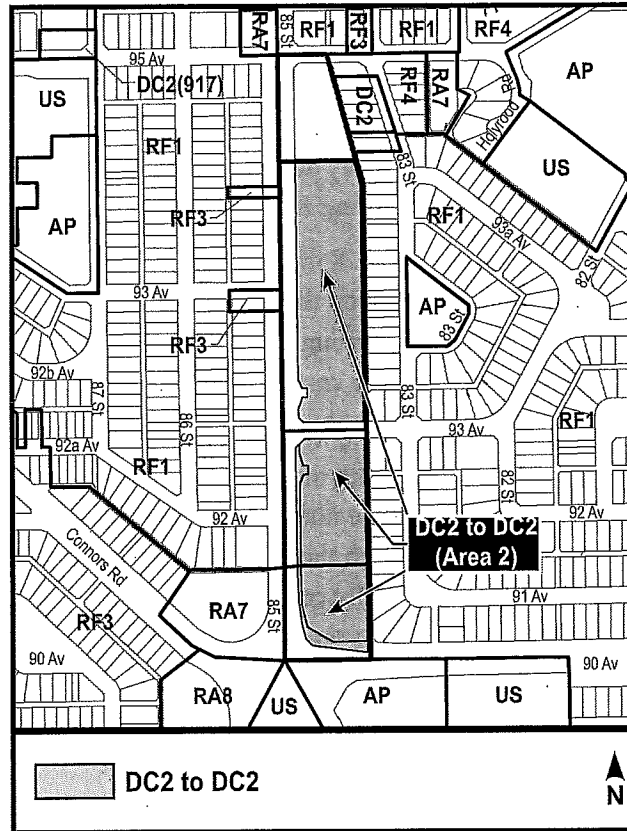 RA7
85 St
RF1
RF3
RF1
RF4
95 Av
DC2(917)
US
RF1
DC2
RF4
RA7
Holyrood Rd
AP
US
83 St
AP
RF3
RF1
93a Av
82 St
93 Av
AP
83 St
RF3
92b Av
87 St
86 St
83 St
RF1
92a Av
93 Av
RF1
82 St
92 Av
92 Av
DC2 to DC2
(Area 2)
Connors Rd
91 Av
RA7
85 St
RF3
90 Av
RA8
US
AP
US
90 Av
DC2 to DC2
N